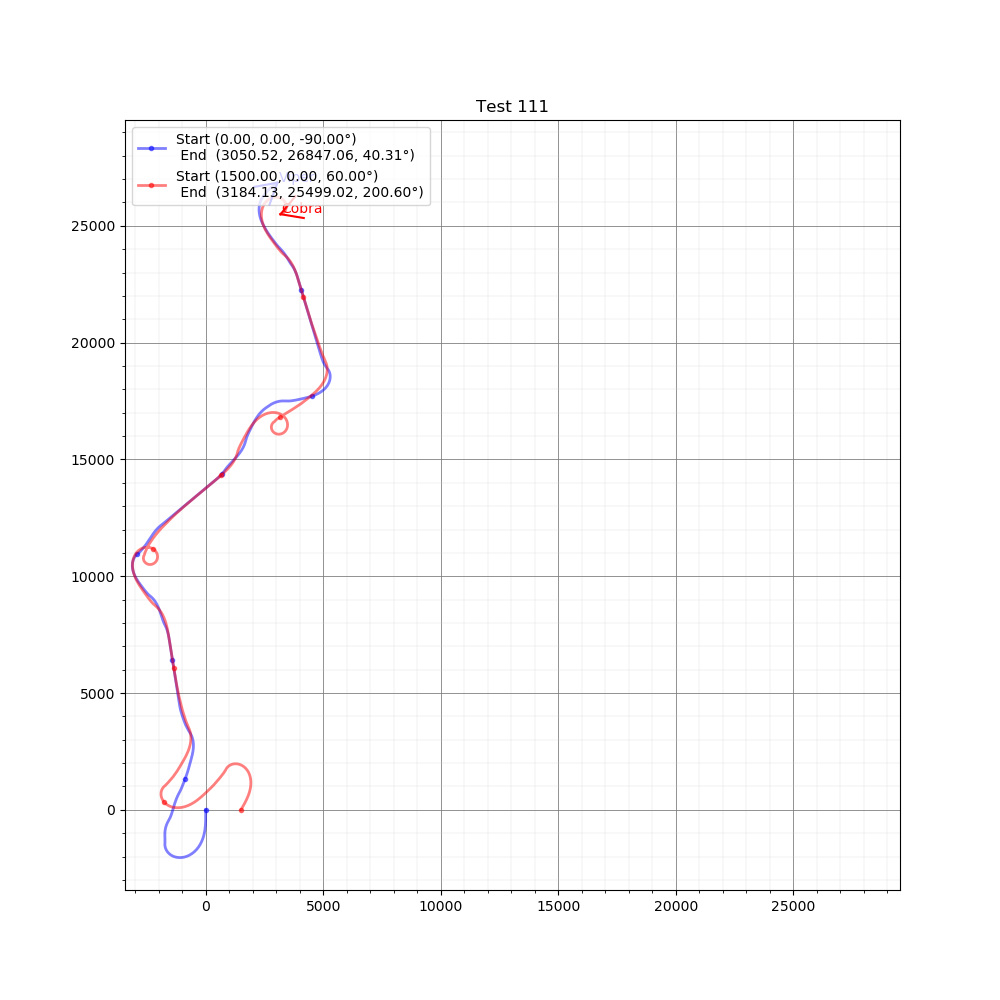 Test 111
Start (0.00, 0.00, -90.00°)
End (3050.52, 26847.06, 40.31°)
Start (1500.00, 0.00, 60.00°)
End (3184.13, 25499.02, 200.60°)
Cobra
25000
20000
15000
10000
5000
0
0 5000 10000 15000 20000 25000